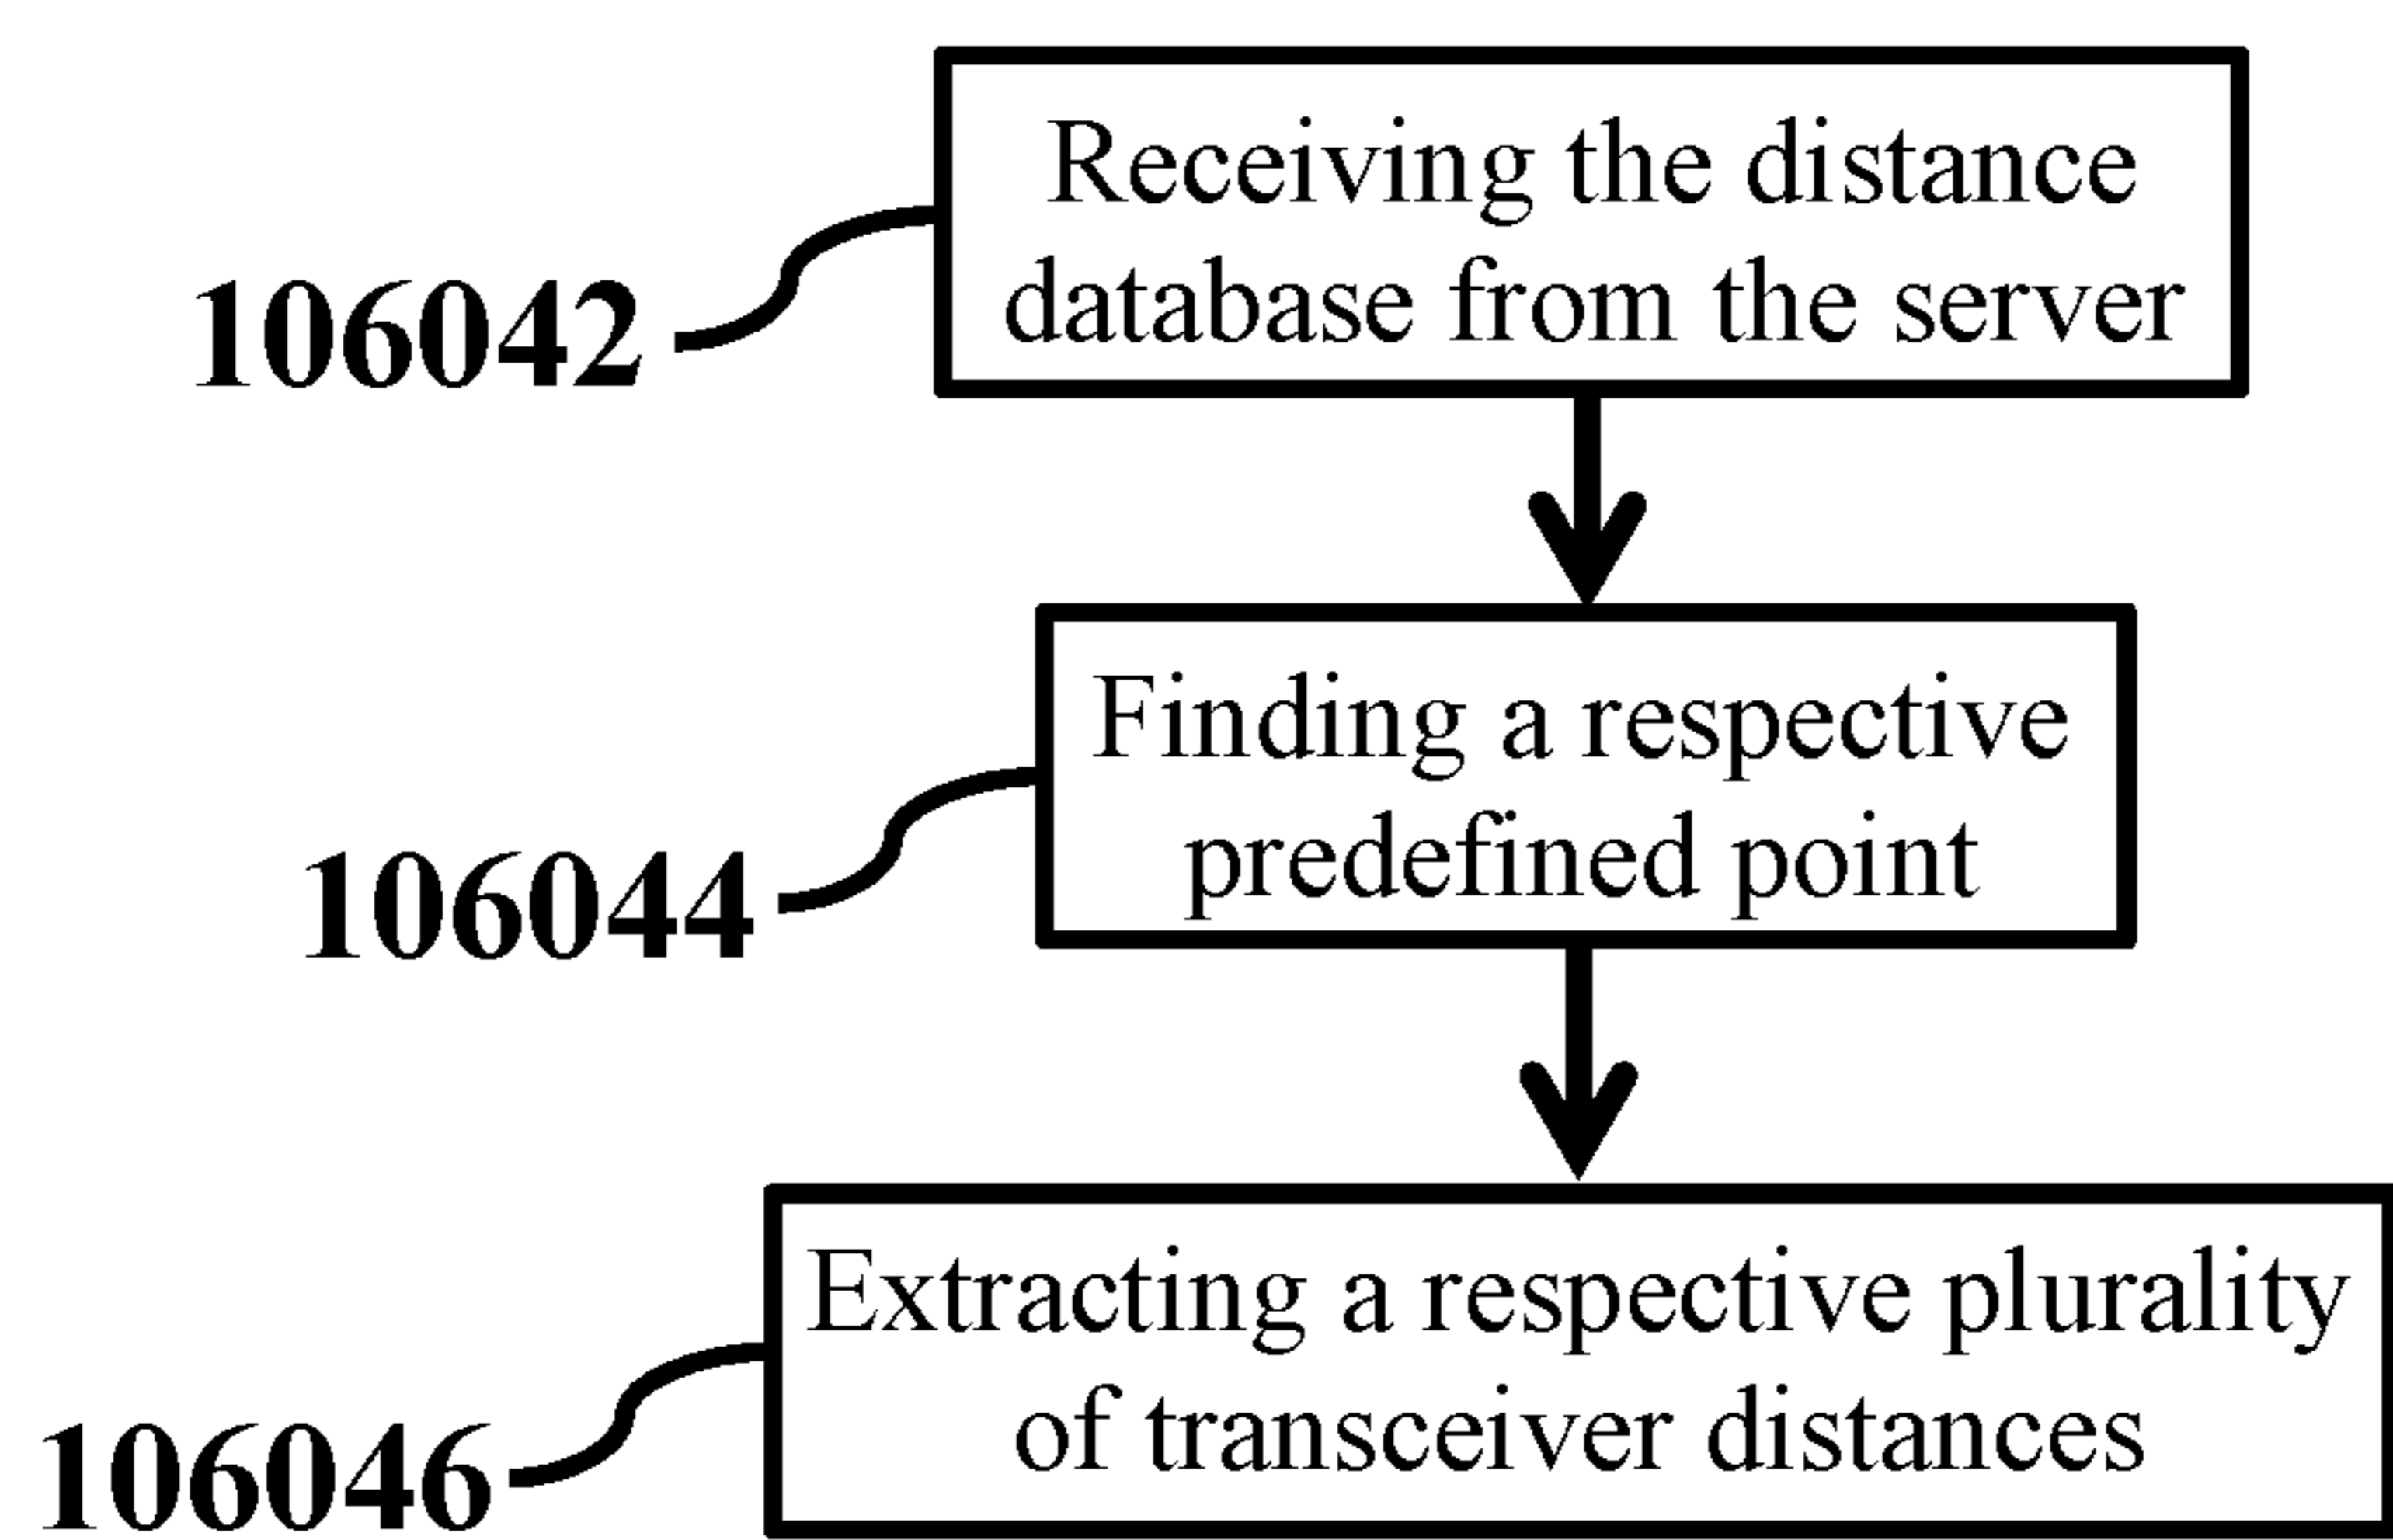 Receiving the distance
database from the server
106042
Finding a respective
predefined point
106044
Extracting a respective plurality
of transceiver distances
106046